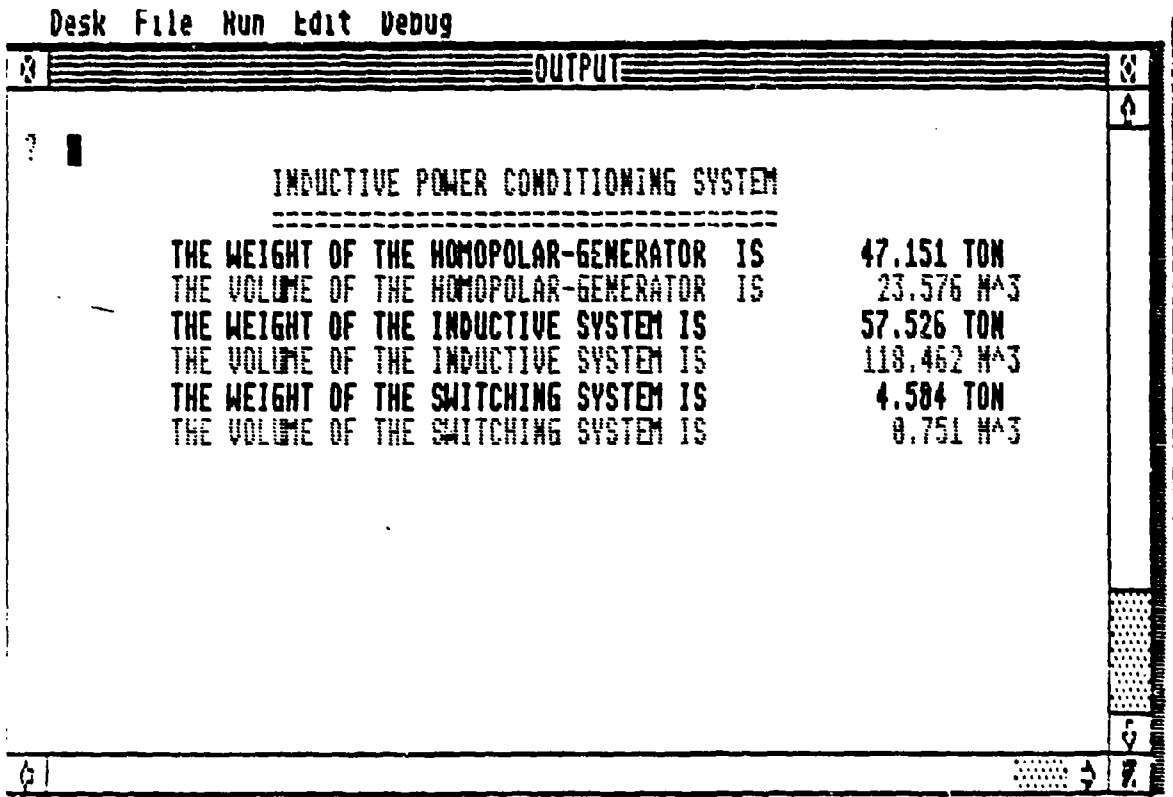 Desk File Run Edit Debug
OUTPUT
?
INDUCTIVE POWER CONDITIONING SYSTEM
===================================
THE WEIGHT OF THE HOMOPOLAR-GENERATOR IS 47.151 TON
THE VOLUME OF THE HOMOPOLAR-GENERATOR IS 23.576 M^3
THE WEIGHT OF THE INDUCTIVE SYSTEM IS 57.526 TON
THE VOLUME OF THE INDUCTIVE SYSTEM IS 118.462 M^3
THE WEIGHT OF THE SWITCHING SYSTEM IS 4.584 TON
THE VOLUME OF THE SWITCHING SYSTEM IS 0.751 M^3